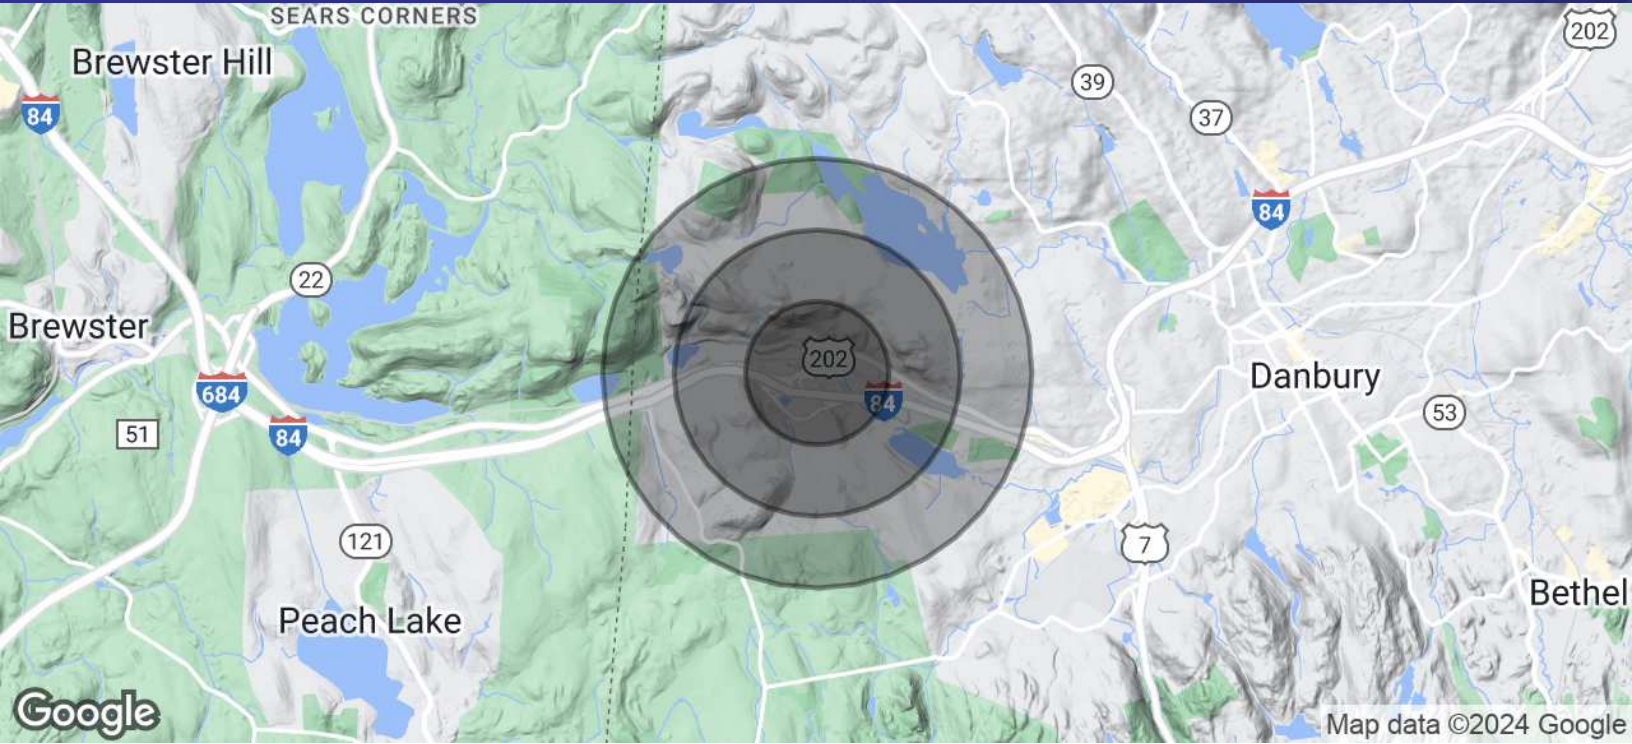 SEARS CORNERS
202
Brewster Hill
39
84
37
84
22
Brewster
202
Danbury
684
84
53
51
84
121
7
Bethel
Peach Lake
Google
Map data ©2024 Google